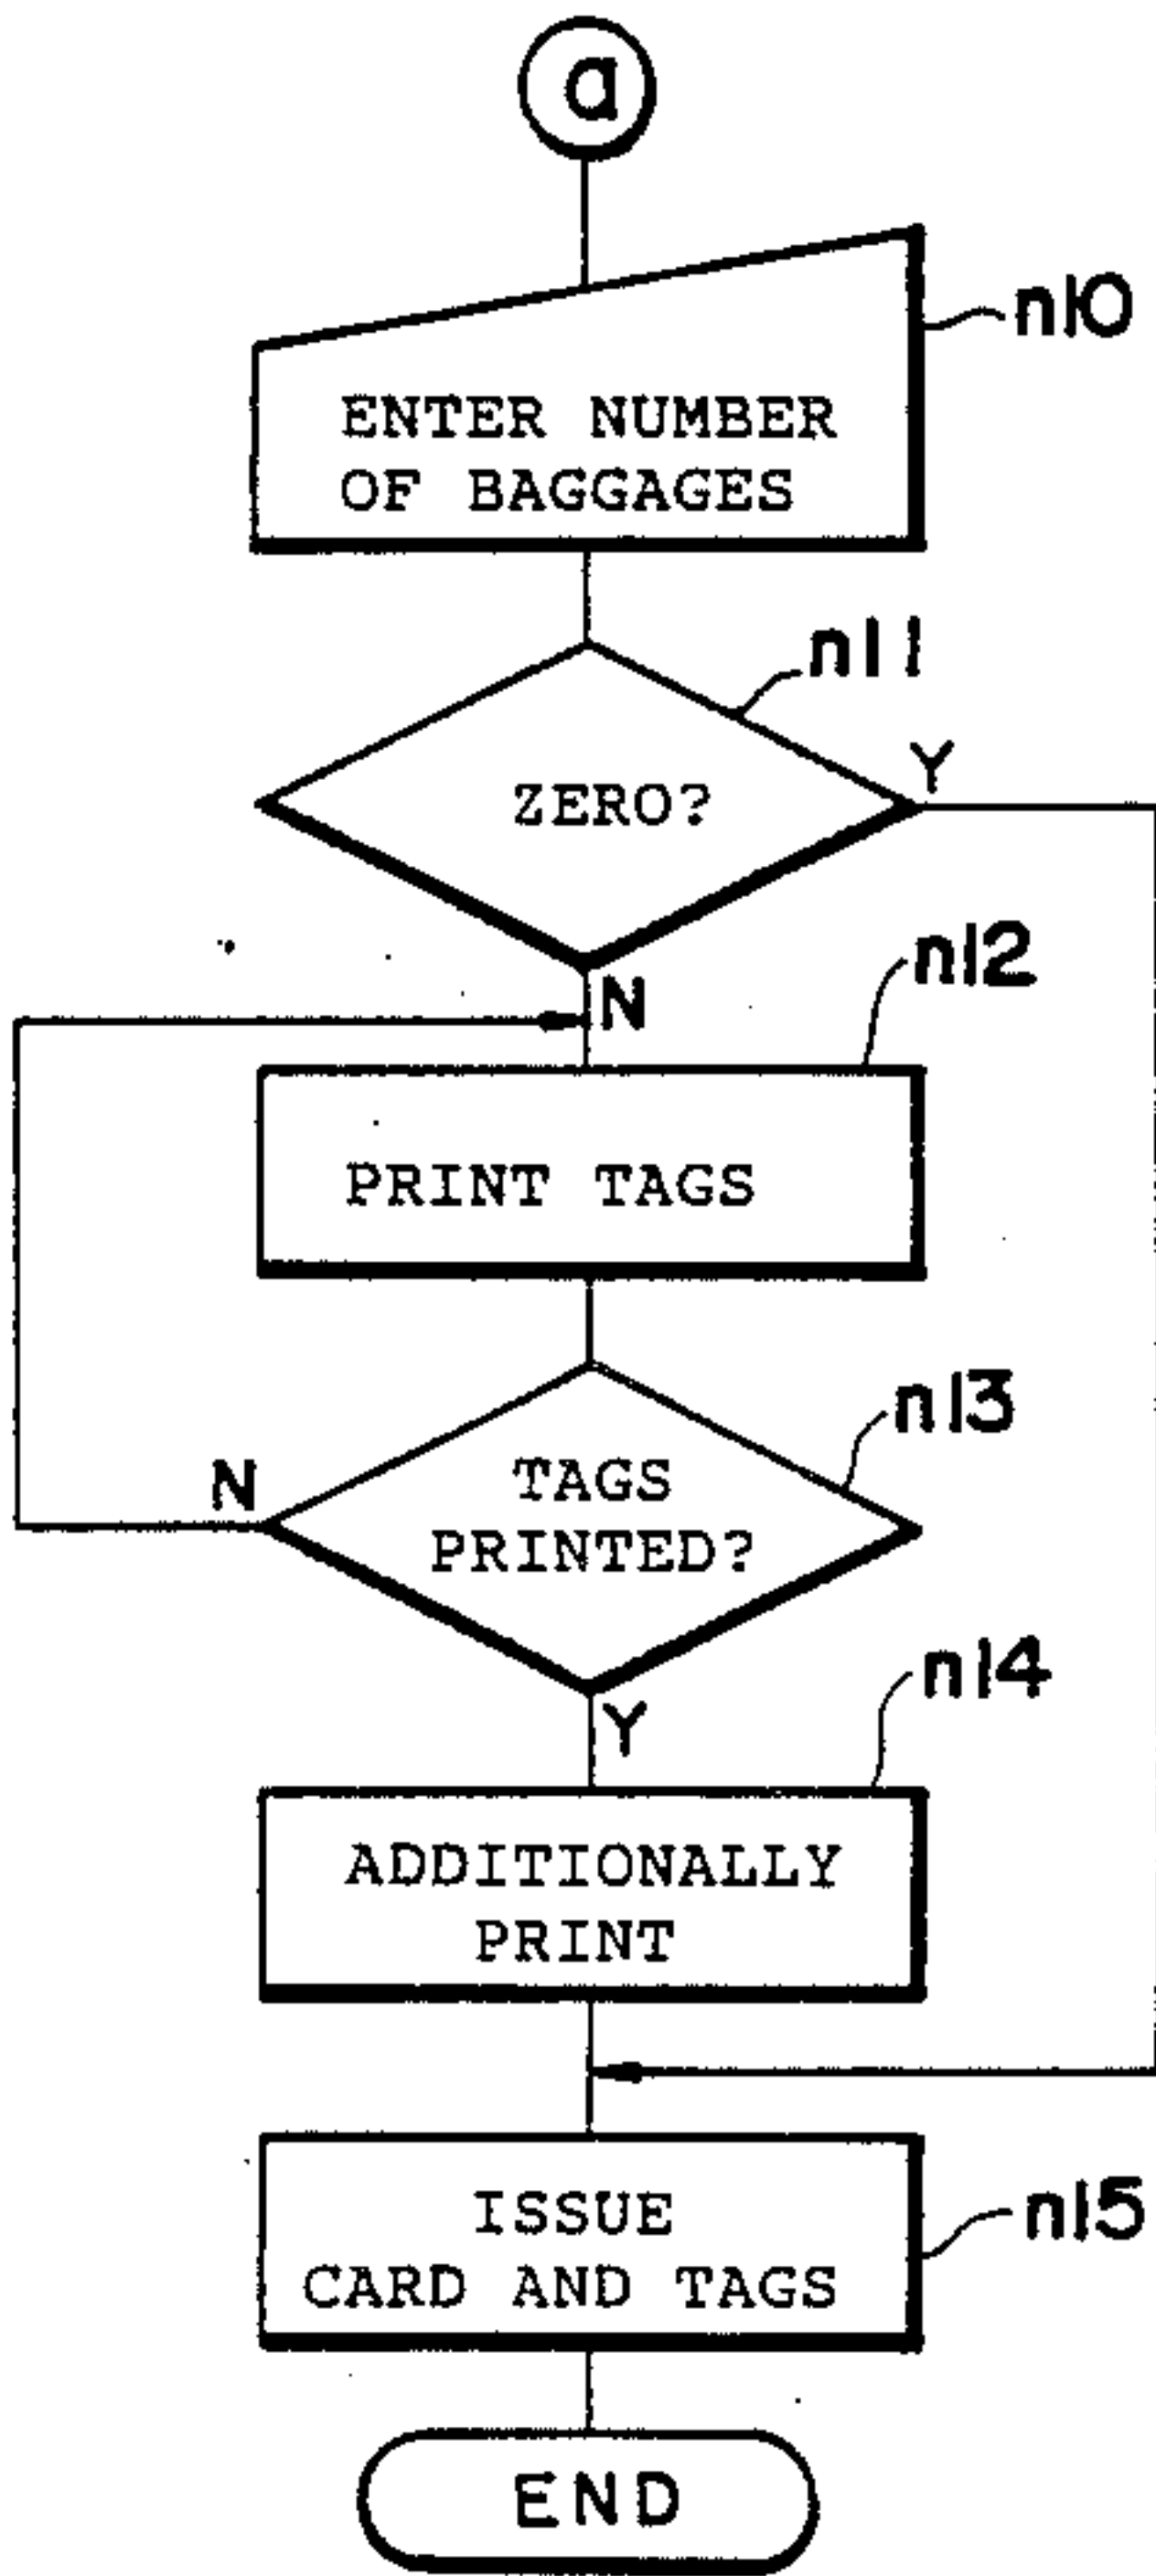 a
n10
ENTER NUMBER
OF BAGGAGES
n11
ZERO?
Y
N
n12
PRINT TAGS
n13
TAGS
PRINTED?
N
Y
n14
ADDITIONALLY
PRINT
ISSUE
CARD AND TAGS
n15
END